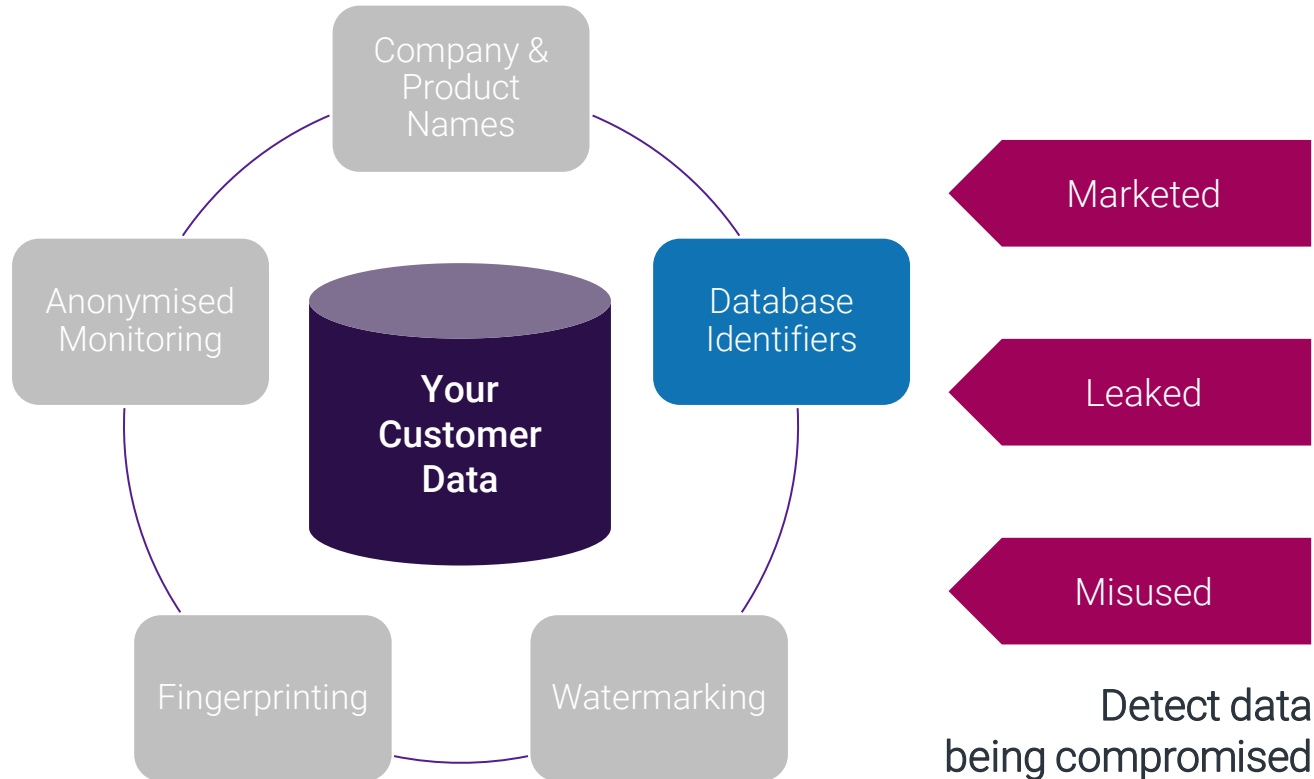 Company &
Product
Names
Anonymised
Monitoring
Database
Identifiers
Your
Customer
Data
Fingerprinting
Watermarking
Marketed
Leaked
Misused
Detect data
being compromised